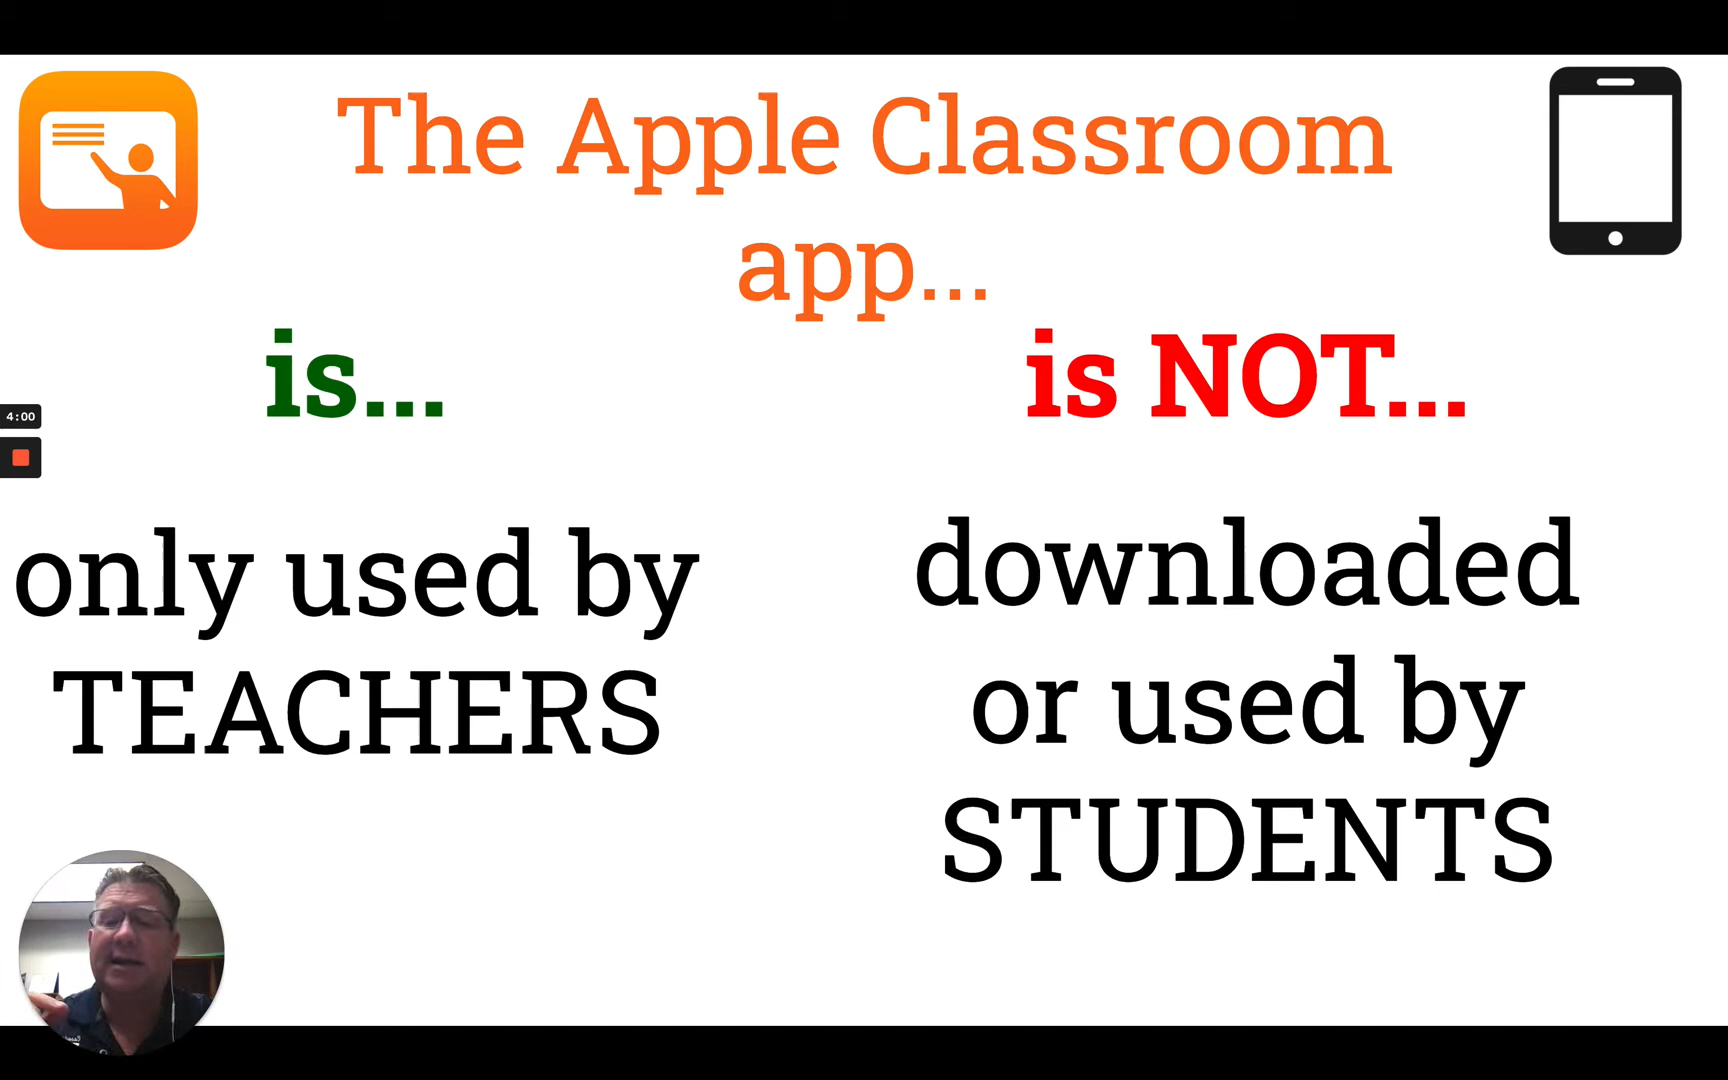 The Apple Classroom
app...
is...
is NOT...
4:00
only used by
TEACHERS
downloaded
or used by
STUDENTS